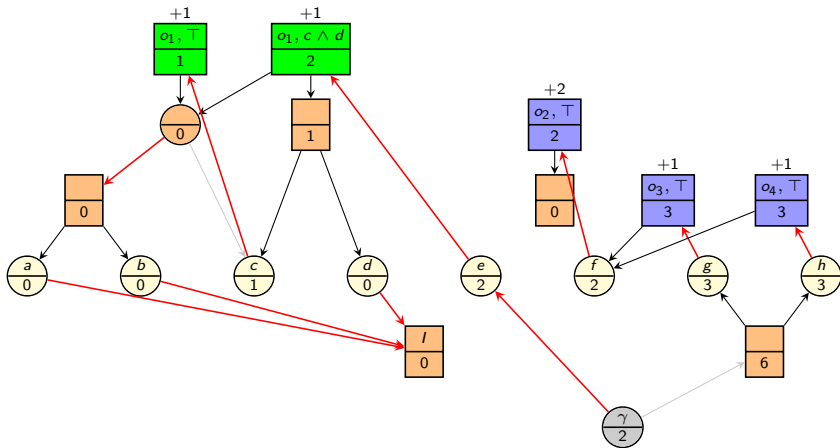 +1 +1
o₁, ⊤ o₁, c ∧ d
1 2
+2
o₂, ⊤
0 1 2
+1 +1
o₃, ⊤ o₄, ⊤
0 0 3 3
a b c d e f g h
0 0 1 0 2 2 3 3
I
0 6
γ
2